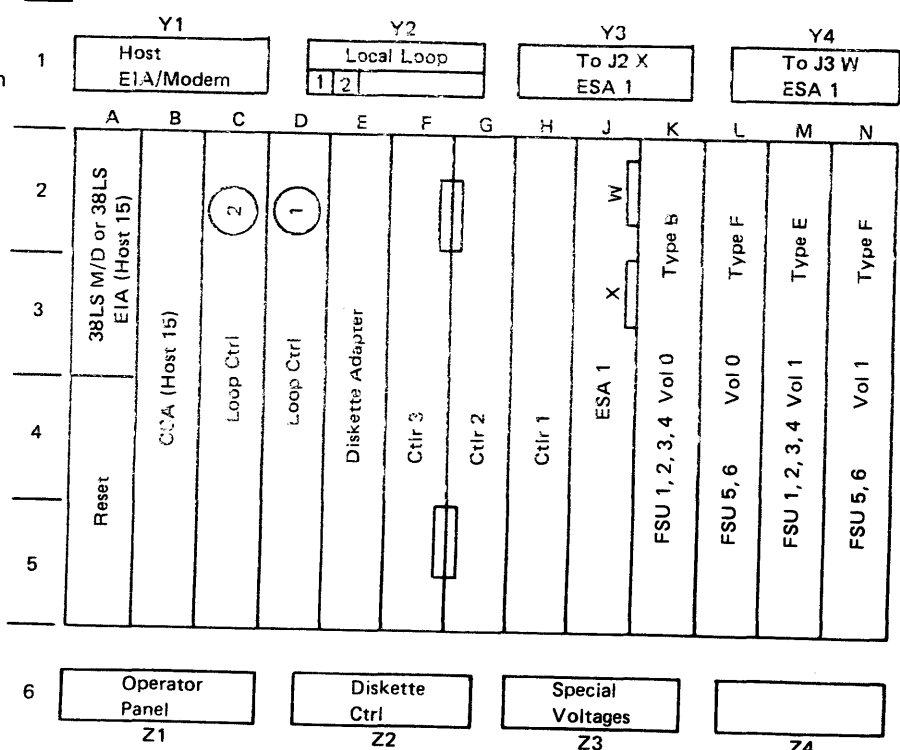 Y1 Y2 Y3 Y4
1
Host
EIA/Modem
Local Loop
1 2
To J2 X
ESA 1
To J3 W
ESA 1
n
A B C D E F G H J K L M N
2
3
4
5
38LS M/D or 38LS
EIA (Host 15)
Reset
CCA (Host 15)
2
Loop Ctrl
1
Loop Ctrl
Diskette Adapter
Ctlr 3
Ctlr 2
Ctlr 1
W
X
ESA 1
FSU 1, 2, 3, 4 Vol 0 Type
FSU 5, 6 Vol 0 Type F
FSU 1, 2, 3, 4 Vol 1 Type E
FSU 5, 6 Vol 1 Type F
6
Operator
Panel
Diskette
Ctrl
Special
Voltages
Z1 Z2 Z3 Z4